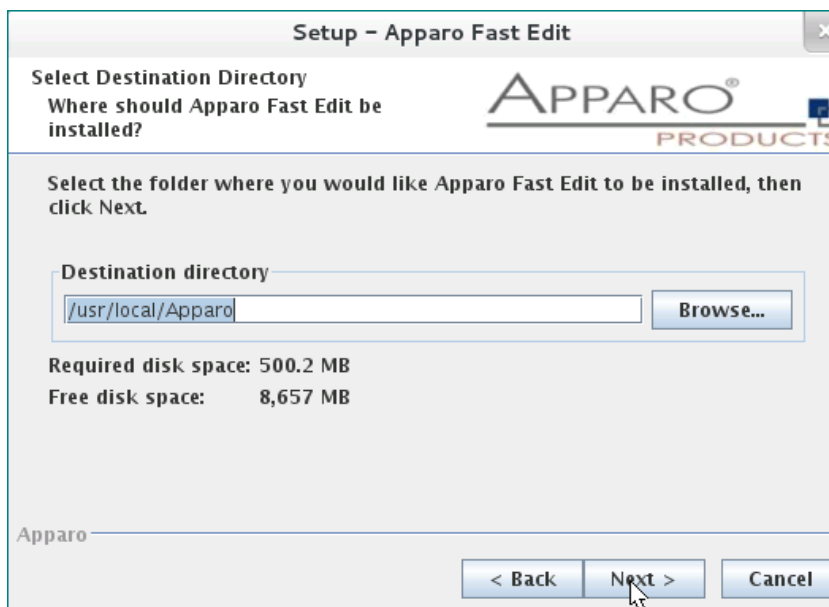 Setup - Apparo Fast Edit
Select Destination Directory
Where should Apparo Fast Edit be
installed?
APPARO®
PRODUCTS
Select the folder where you would like Apparo Fast Edit to be installed, then
click Next.
Destination directory
/usr/local/Apparo
Browse...
Required disk space: 500.2 MB
Free disk space: 8,657 MB
Apparo
< Back
Next >
Cancel